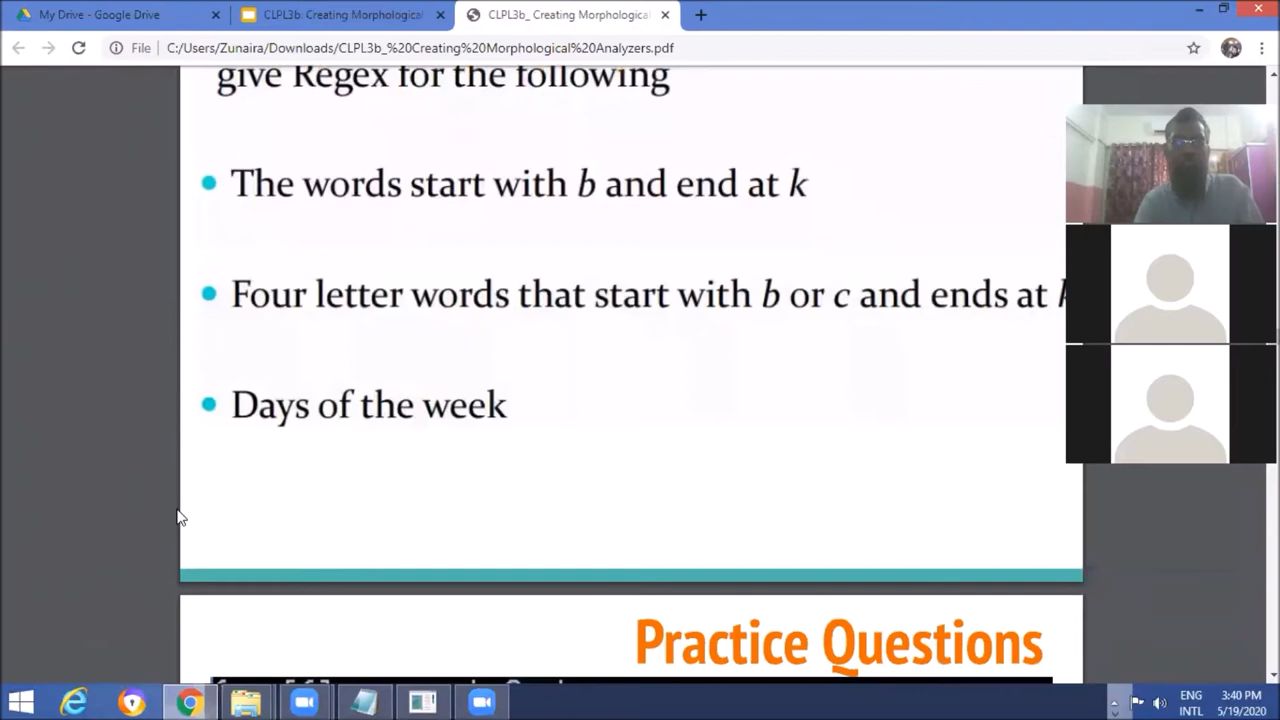 My Drive - Google Drive
CLPL3b. Creating Morphological
CLPL3b_ Creating Morphological
File
C:/Users/Zunaira/Downloads/CLPL3b_%20Creating%20Morphological%20Analyzers.pdf
give Regex for the following
• The words start with b and end at k
• Four letter words that start with b or c and ends at
• Days of the week
Practice Questions
ENG
3:40 PM
INTL
5/19/2020